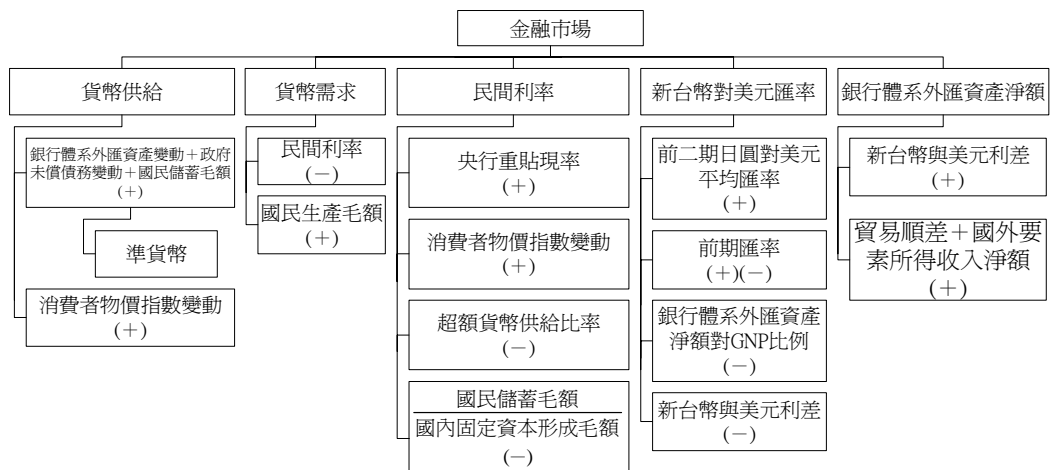 金融市場
貨幣供給
銀行體系外匯資產變動＋政府
未償債務變動＋國民儲蓄毛額
(＋)
準貨幣
消費者物價指數變動
(＋)
貨幣需求
民間利率
(－)
國民生產毛額
(＋)
民間利率
央行重貼現率
(＋)
消費者物價指數變動
(＋)
超額貨幣供給比率
(－)
國民儲蓄毛額
國內固定資本形成毛額
(－)
新台幣對美元匯率
前二期日圓對美元
平均匯率
(＋)
前期匯率
(＋)(－)
銀行體系外匯資產
淨額對GNP比例
(－)
新台幣與美元利差
(－)
銀行體系外匯資產淨額
新台幣與美元利差
(＋)
貿易順差＋國外要
素所得收入淨額
(＋)